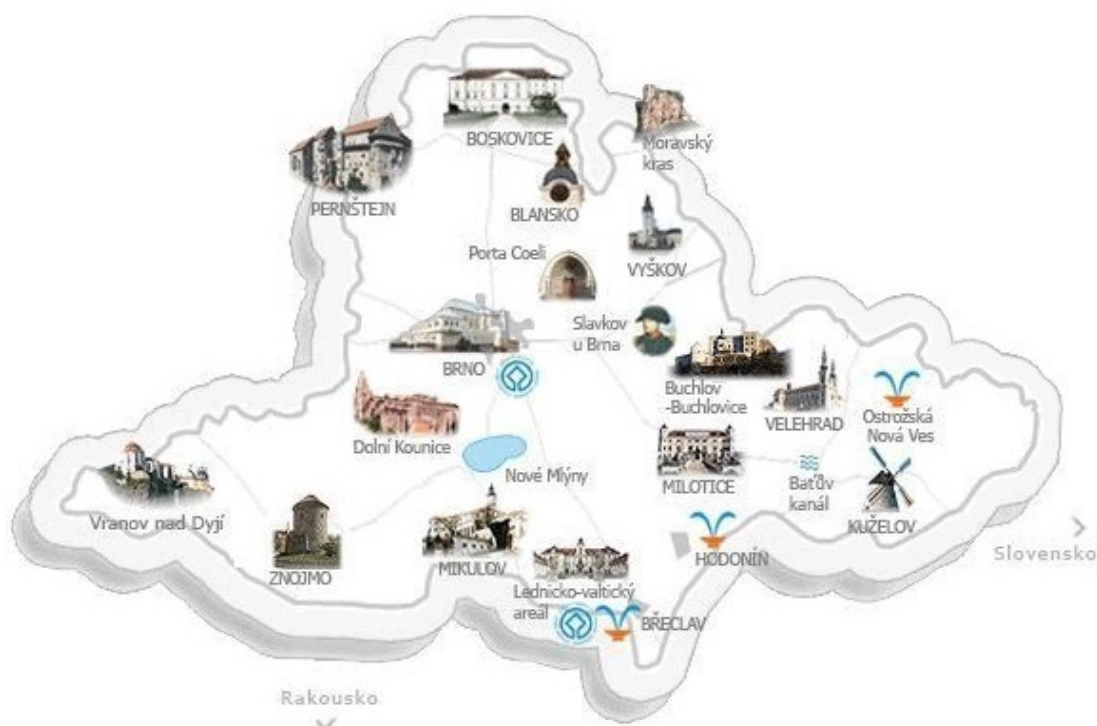 BOSKOVICE
Moravský
kras
PERNŠTEJN
BLANSKO
Porta Coeli
VYŠKOV
Slavkov
u Brna
BRNO
Buchlov
-Buchlovice
VELEHRAD
Ostrožská
Nová Ves
Dolní Kounice
Nové Mlýny
MILOTICE
Baťův
kanál
KUŽELOV
Vranov nad Dyjí
ZNOJMO
MIKULOV
HODONÍN
Slovensko
Lednicko-valtický
areál
BŘECLAV
Rakousko